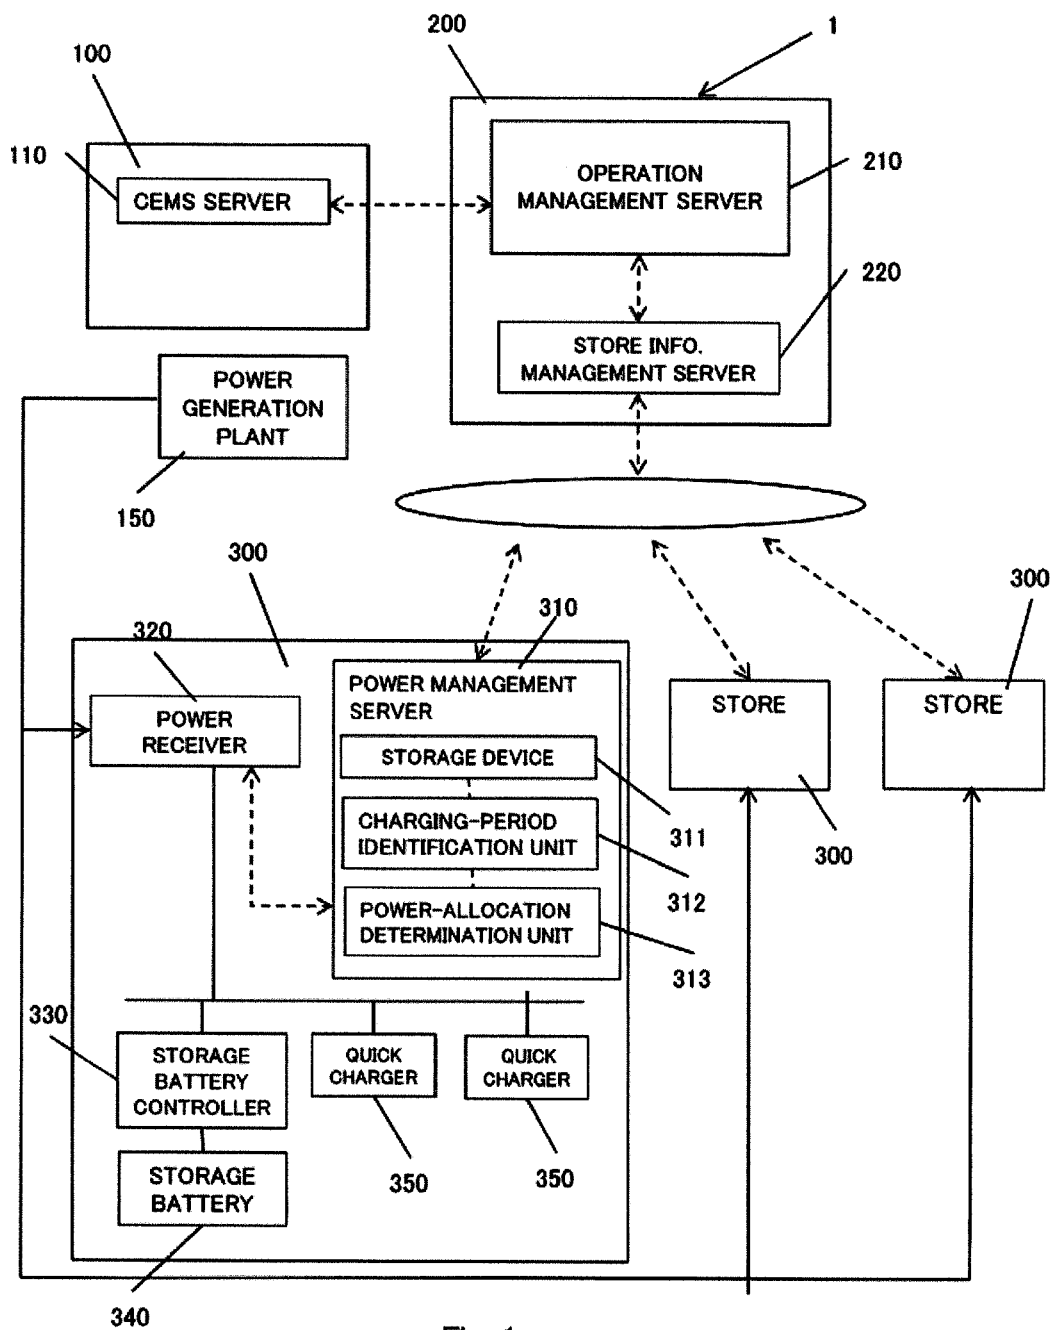 200
1
100
110
CEMS SERVER
OPERATION
MANAGEMENT SERVER
210
220
STORE INFO.
MANAGEMENT SERVER
POWER
GENERATION
PLANT
150
300
310
300
320
POWER
RECEIVER
POWER MANAGEMENT
SERVER
STORAGE DEVICE
CHARGING-PERIOD
IDENTIFICATION UNIT
POWER-ALLOCATION
DETERMINATION UNIT
STORE
STORE
311
300
312
313
330
STORAGE
BATTERY
CONTROLLER
QUICK
CHARGER
QUICK
CHARGER
STORAGE
BATTERY
350
350
340